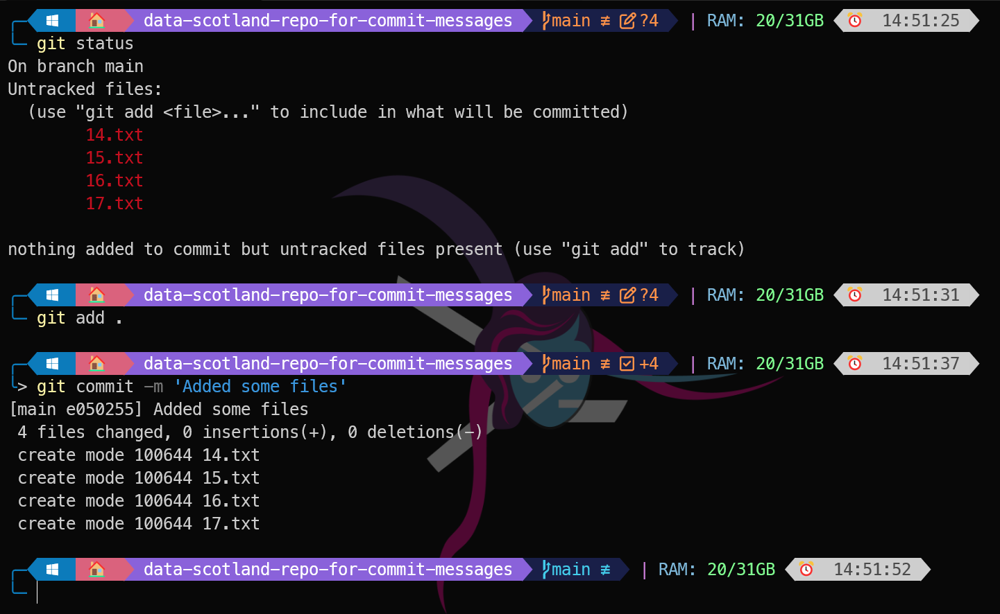 data-scotland-repo-for-commit-messages main ≢ ?4 | RAM: 20/31GB 14:51:25
git status
On branch main
Untracked files:
  (use "git add <file>..." to include in what will be committed)
        14.txt
        15.txt
        16.txt
        17.txt
nothing added to commit but untracked files present (use "git add" to track)
data-scotland-repo-for-commit-messages main ≢ ?4 | RAM: 20/31GB 14:51:31
git add .
data-scotland-repo-for-commit-messages main ≢ +4 | RAM: 20/31GB 14:51:37
> git commit -m 'Added some files'
[main e050255] Added some files
 4 files changed, 0 insertions(+), 0 deletions(-)
 create mode 100644 14.txt
 create mode 100644 15.txt
 create mode 100644 16.txt
 create mode 100644 17.txt
data-scotland-repo-for-commit-messages main ≢ | RAM: 20/31GB 14:51:52